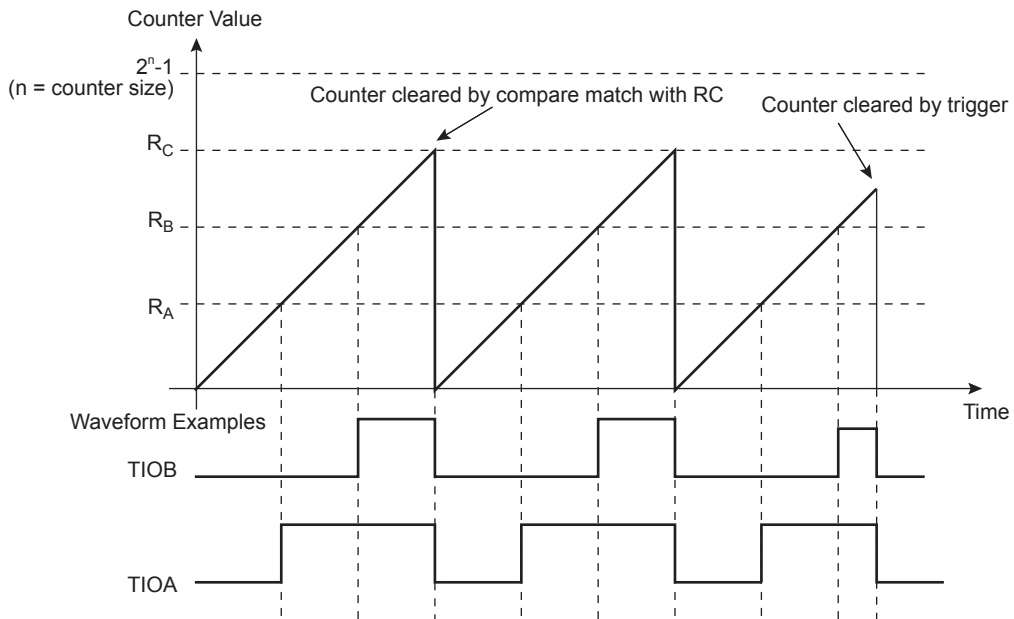 Counter Value
2ⁿ-1
(n = counter size)
Counter cleared by compare match with RC
Counter cleared by trigger
R_C
R_B
R_A
Time
Waveform Examples
TIOB
TIOA